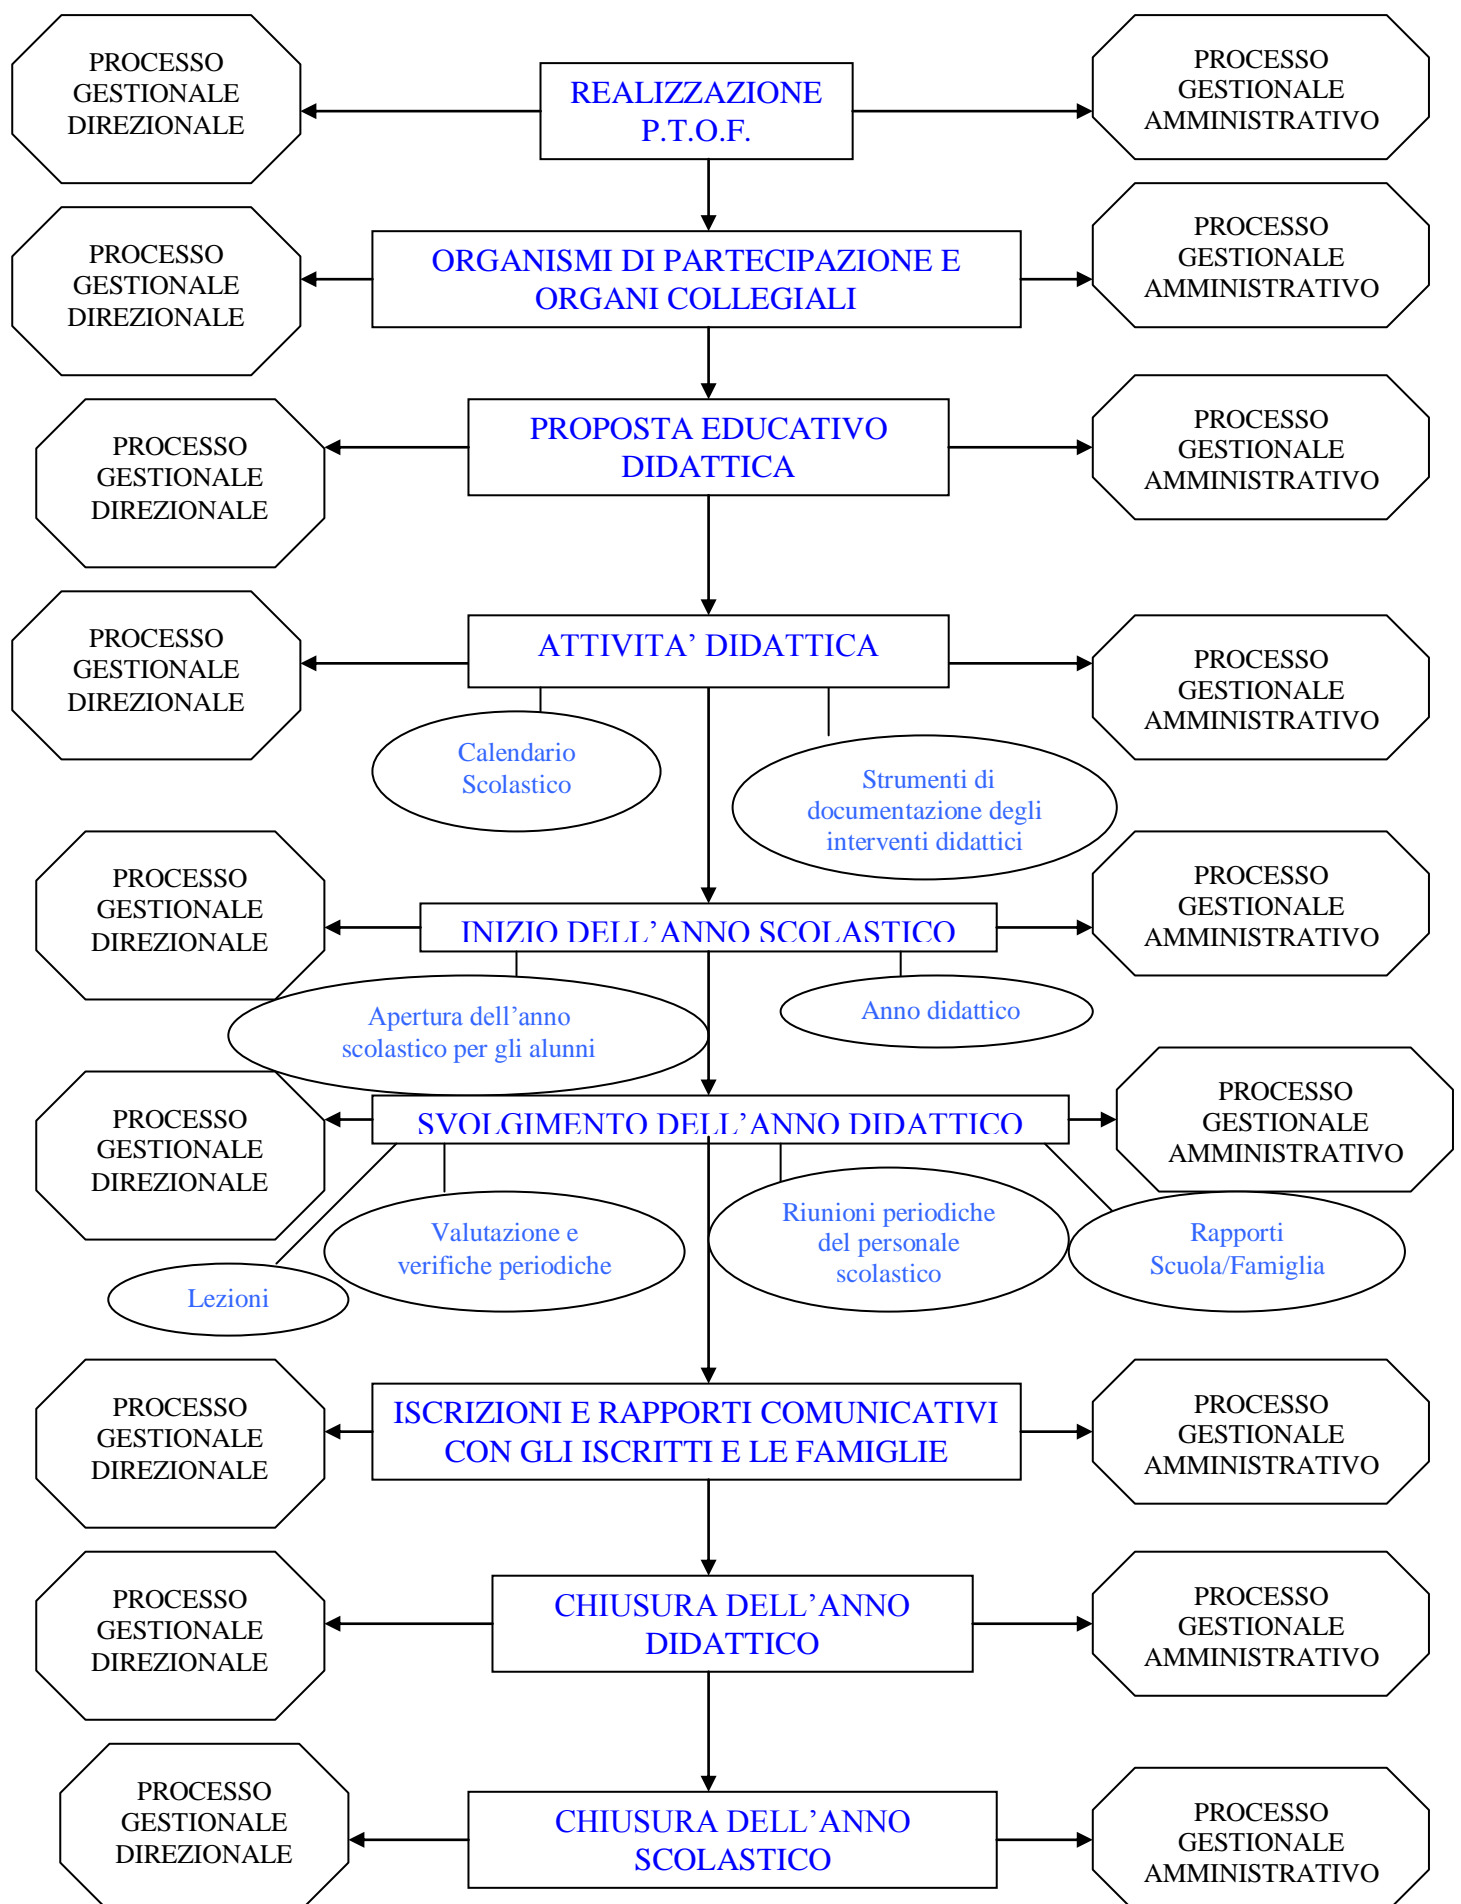 PROCESSO
GESTIONALE
DIREZIONALE
REALIZZAZIONE
P.T.O.F.
PROCESSO
GESTIONALE
AMMINISTRATIVO
PROCESSO
GESTIONALE
DIREZIONALE
ORGANISMI DI PARTECIPAZIONE E
ORGANI COLLEGIALI
PROCESSO
GESTIONALE
AMMINISTRATIVO
PROCESSO
GESTIONALE
DIREZIONALE
PROPOSTA EDUCATIVO
DIDATTICA
PROCESSO
GESTIONALE
AMMINISTRATIVO
PROCESSO
GESTIONALE
DIREZIONALE
ATTIVITA’ DIDATTICA
PROCESSO
GESTIONALE
AMMINISTRATIVO
Calendario
Scolastico
Strumenti di
documentazione degli
interventi didattici
PROCESSO
GESTIONALE
DIREZIONALE
INIZIO DELL’ANNO SCOLASTICO
PROCESSO
GESTIONALE
AMMINISTRATIVO
Apertura dell’anno
scolastico per gli alunni
Anno didattico
PROCESSO
GESTIONALE
DIREZIONALE
SVOLGIMENTO DELL’ANNO DIDATTICO
PROCESSO
GESTIONALE
AMMINISTRATIVO
Lezioni
Valutazione e
verifiche periodiche
Riunioni periodiche
del personale
scolastico
Rapporti
Scuola/Famiglia
PROCESSO
GESTIONALE
DIREZIONALE
ISCRIZIONI E RAPPORTI COMUNICATIVI
CON GLI ISCRITTI E LE FAMIGLIE
PROCESSO
GESTIONALE
AMMINISTRATIVO
PROCESSO
GESTIONALE
DIREZIONALE
CHIUSURA DELL’ANNO
DIDATTICO
PROCESSO
GESTIONALE
AMMINISTRATIVO
PROCESSO
GESTIONALE
DIREZIONALE
CHIUSURA DELL’ANNO
SCOLASTICO
PROCESSO
GESTIONALE
AMMINISTRATIVO